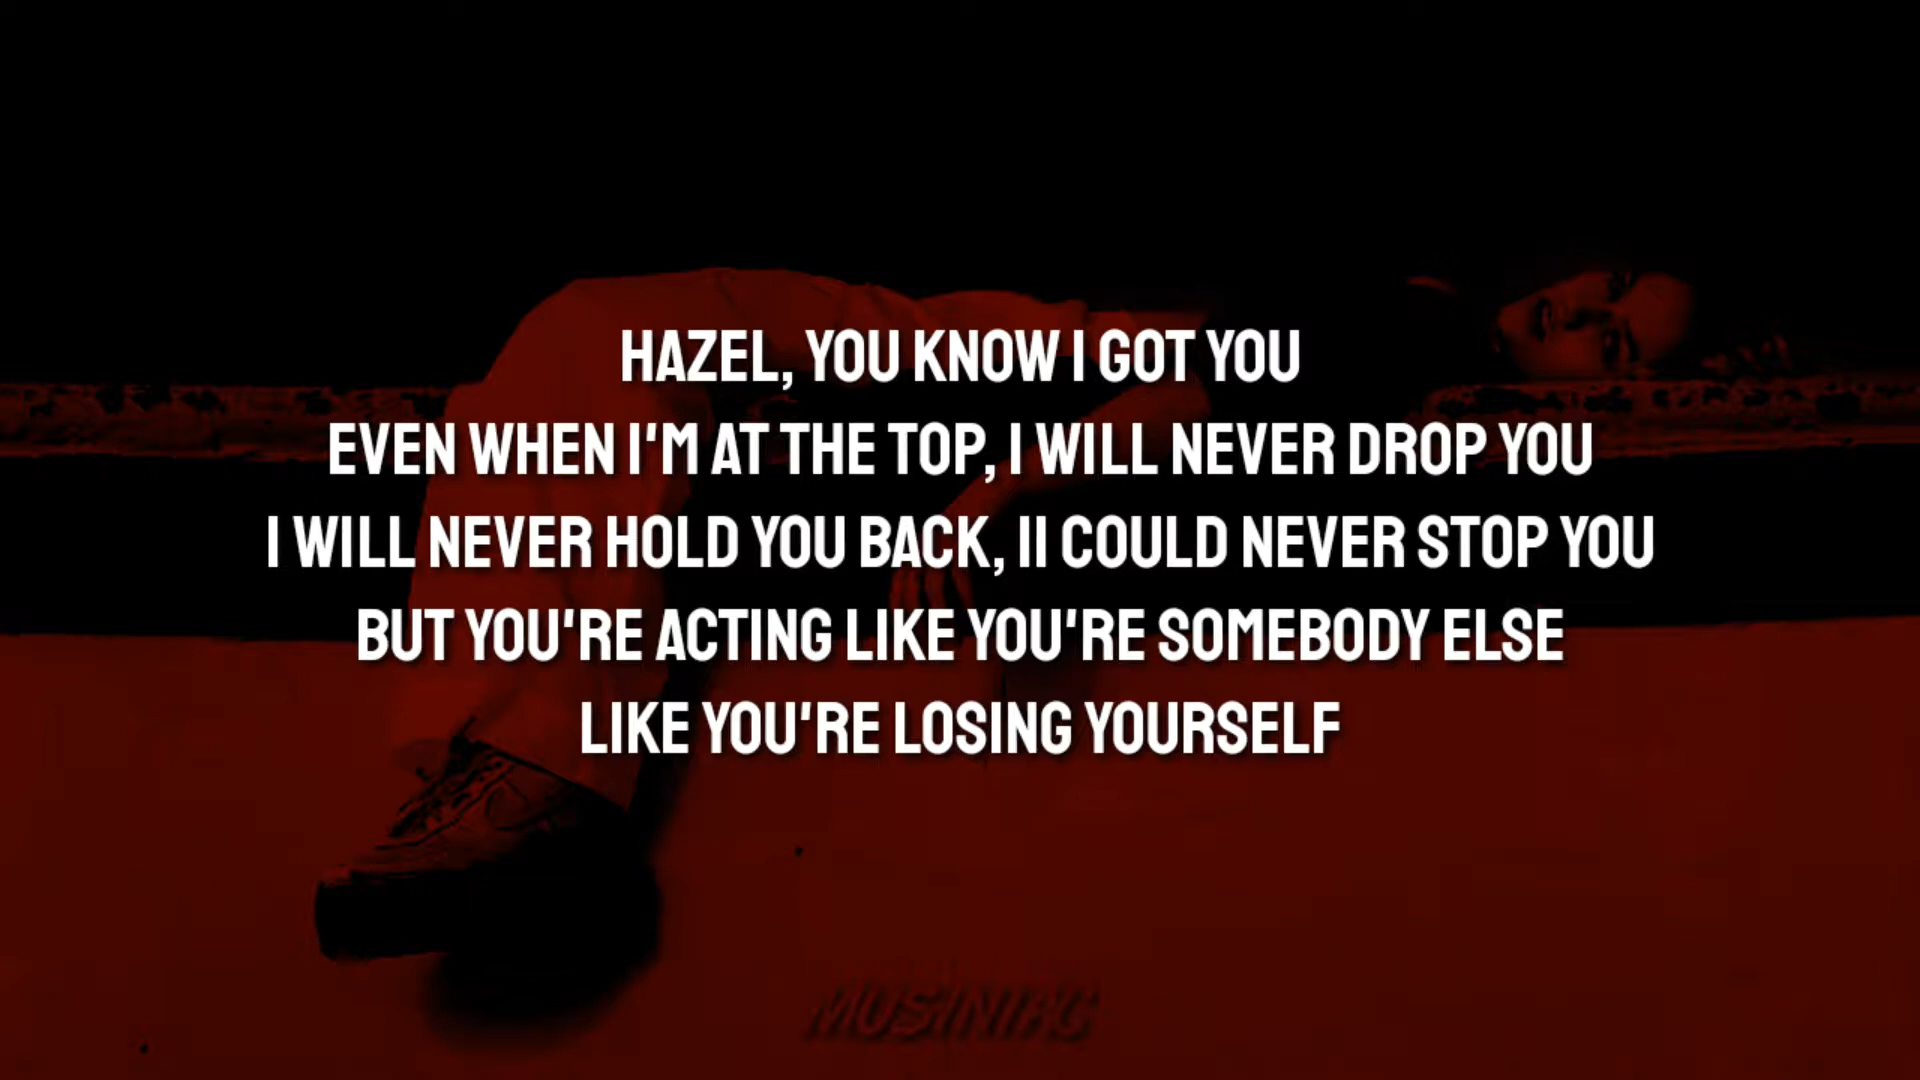 HAZEL, YOU KNOW I GOT YOU
EVEN WHEN I'M AT THE TOP, I WILL NEVER DROP YOU
I WILL NEVER HOLD YOU BACK, II COULD NEVER STOP YOU
BUT YOU'RE ACTING LIKE YOU'RE SOMEBODY ELSE
LIKE YOU'RE LOSING YOURSELF
MUSINIAC